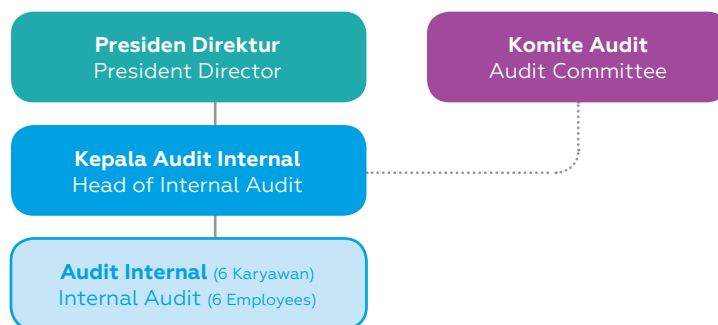 Presiden Direktur
President Director
Komite Audit
Audit Committee
Kepala Audit Internal
Head of Internal Audit
Audit Internal (6 Karyawan)
Internal Audit (6 Employees)